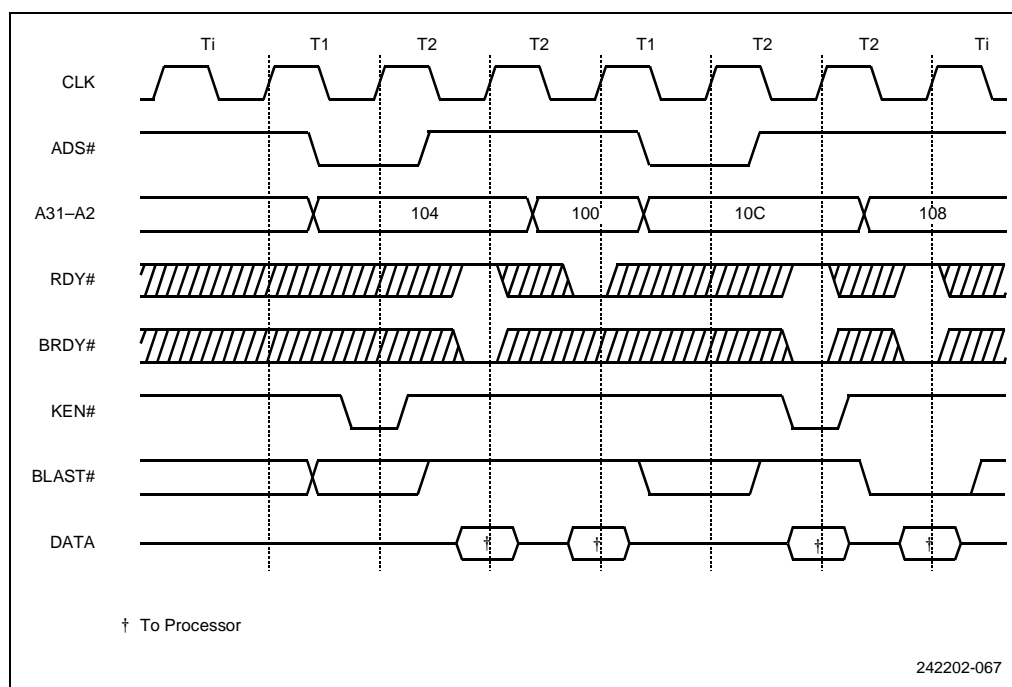 Ti T1 T2 T2 T1 T2 T2 Ti
CLK
ADS#
A31–A2 104 100 10C 108
RDY#
BRDY#
KEN#
BLAST#
DATA † † † †
† To Processor
242202-067